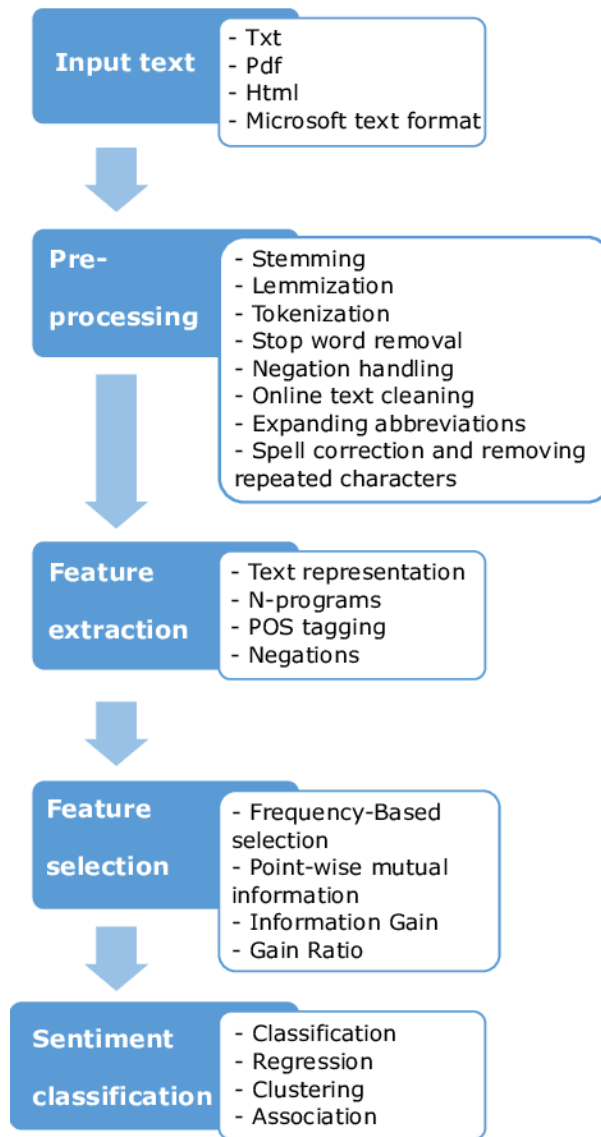 Input text
- Txt
- Pdf
- Html
- Microsoft text format
Pre-
processing
- Stemming
- Lemmization
- Tokenization
- Stop word removal
- Negation handling
- Online text cleaning
- Expanding abbreviations
- Spell correction and removing
repeated characters
Feature
extraction
- Text representation
- N-programs
- POS tagging
- Negations
Feature
selection
- Frequency-Based
selection
- Point-wise mutual
information
- Information Gain
- Gain Ratio
Sentiment
classification
- Classification
- Regression
- Clustering
- Association